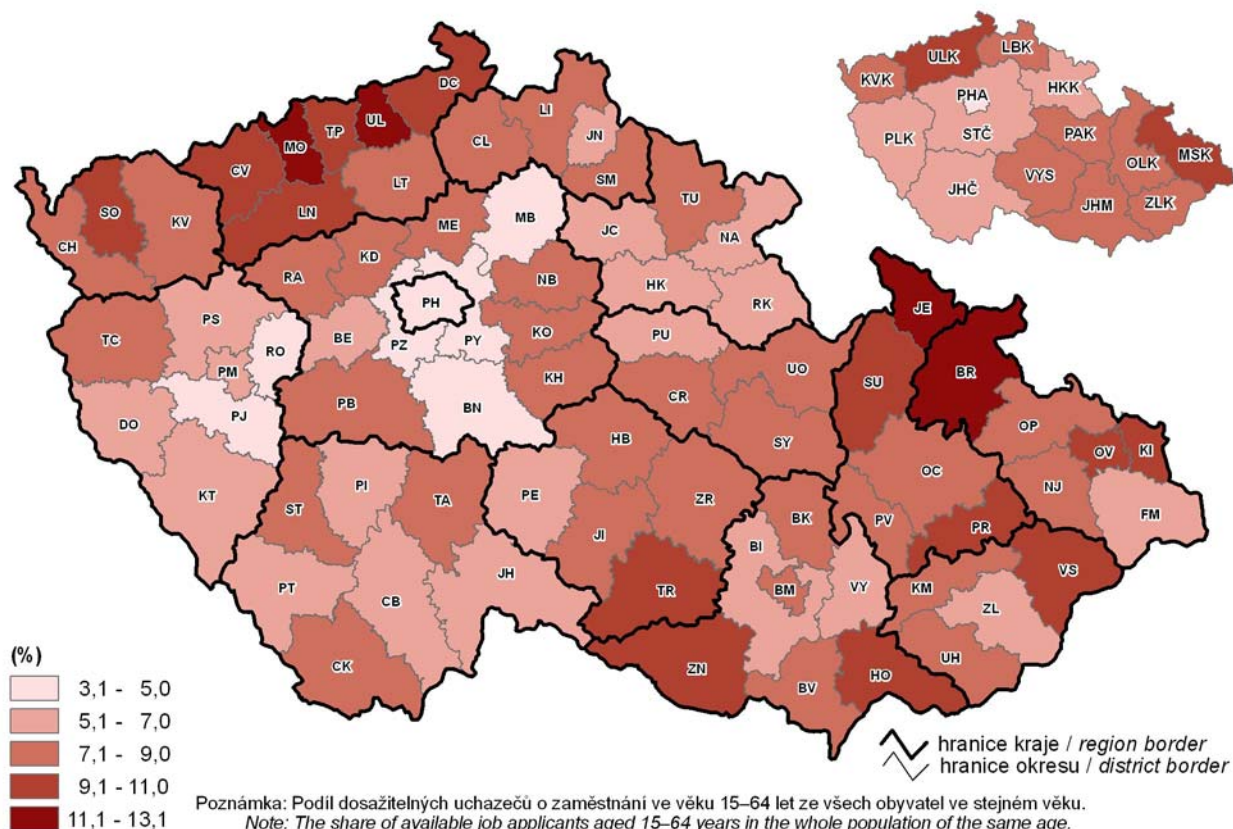 DC
UL
TP
MO
CV
LN
LT
CL
LI
JN
SM
SO
KV
CH
ME
MB
TU
JC
NA
RA
KD
NB
HK
RK
PH
TC
PS
RO
BE
PZ
PY
KO
PU
PM
KH
UO
JE
BR
SU
DO
PJ
PB
BN
CR
SY
OP
OV
KI
KT
ST
PI
TA
PE
HB
ZR
OC
NJ
FM
JI
BK
PV
PR
PT
CB
JH
TR
BI
BM
VY
KM
VS
ZL
CK
ZN
BV
HO
UH
ULK
LBK
KVK
HKK
PHA
PLK
STČ
PAK
OLK
MSK
JHČ
VYS
JHM
ZLK
(%)
3,1 - 5,0
5,1 - 7,0
7,1 - 9,0
9,1 - 11,0
11,1 - 13,1
hranice kraje / region border
hranice okresu / district border
Poznámka: Podíl dosažitelných uchazečů o zaměstnání ve věku 15–64 let ze všech obyvatel ve stejném věku.
Note: The share of available job applicants aged 15–64 years in the whole population of the same age.